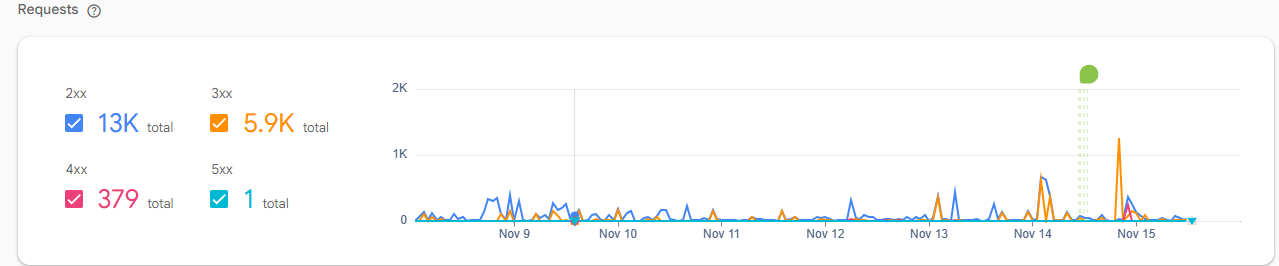 Requests ?
2xx
13K total
3xx
5.9K total
4xx
379 total
5xx
1 total
2K
1K
0
Nov 9 Nov 10 Nov 11 Nov 12 Nov 13 Nov 14 Nov 15